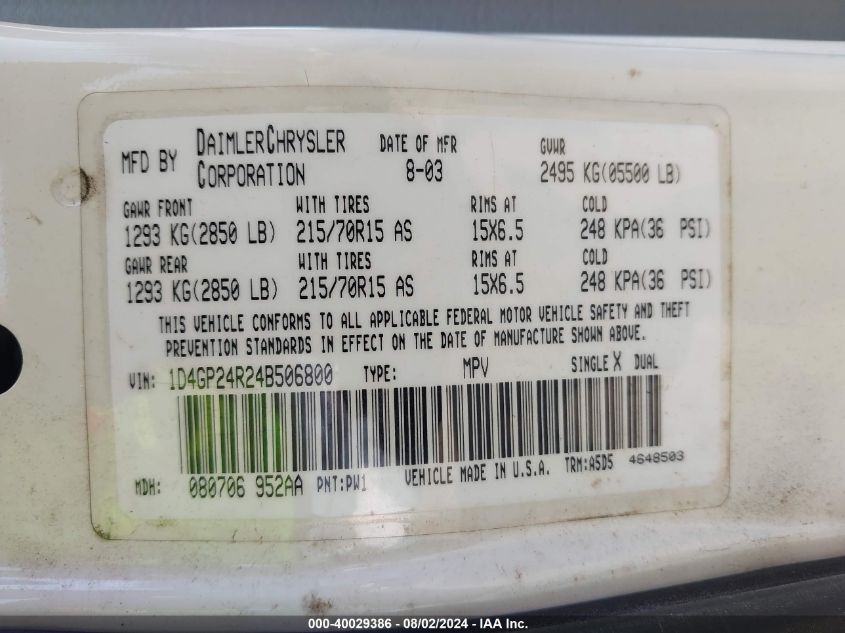 MFD BY DAIMLERCHRYSLER CORPORATION DATE OF MFR 8-03 GVWR 2495 KG(05500 LB)
GAWR FRONT WITH TIRES RIMS AT COLD
1293 KG(2850 LB) 215/70R15 AS 15X6.5 248 KPA(36 PSI)
GAWR REAR WITH TIRES RIMS AT COLD
1293 KG(2850 LB) 215/70R15 AS 15X6.5 248 KPA(36 PSI)
THIS VEHICLE CONFORMS TO ALL APPLICABLE FEDERAL MOTOR VEHICLE SAFETY AND THEFT
PREVENTION STANDARDS IN EFFECT ON THE DATE OF MANUFACTURE SHOWN ABOVE.
VIN: 1D4GP24R24B506800 TYPE: MPV SINGLE X DUAL
MDH: 080706 952AA PNT:PW1 VEHICLE MADE IN U.S.A. TRM:A5D5 4648503
000-40029386 - 08/02/2024 - IAA Inc.